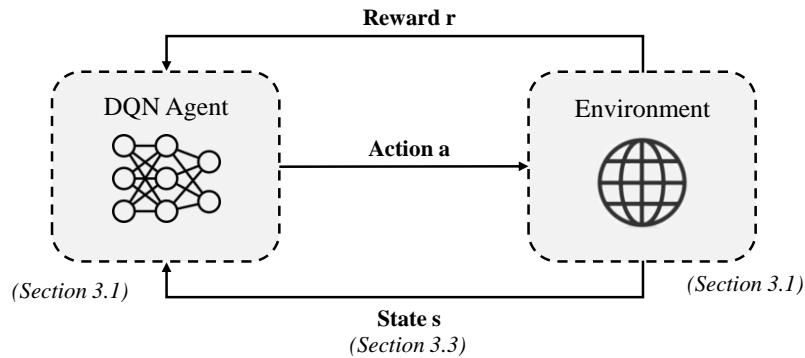 Reward r
DQN Agent
Environment
Action a
(Section 3.1)
(Section 3.1)
State s
(Section 3.3)